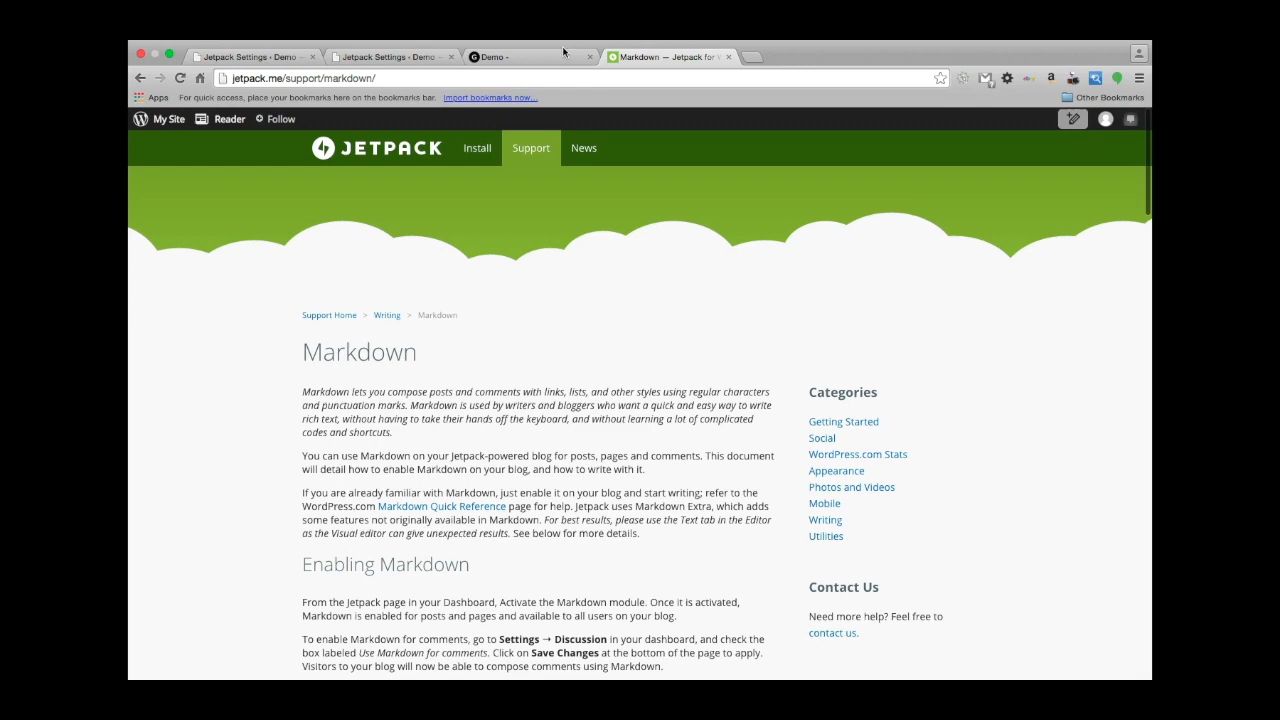 Jetpack Settings ‹ Demo
Jetpack Settings ‹ Demo
Demo -
Markdown — Jetpack for
jetpack.me/support/markdown/
Apps For quick access, place your bookmarks here on the bookmarks bar. Import bookmarks now... Other Bookmarks
My Site Reader Follow
JETPACK Install Support News
Support Home > Writing > Markdown
Markdown
Markdown lets you compose posts and comments with links, lists, and other styles using regular characters
and punctuation marks. Markdown is used by writers and bloggers who want a quick and easy way to write
rich text, without having to take their hands off the keyboard, and without learning a lot of complicated
codes and shortcuts.
You can use Markdown on your Jetpack-powered blog for posts, pages and comments. This document
will detail how to enable Markdown on your blog, and how to write with it.
If you are already familiar with Markdown, just enable it on your blog and start writing; refer to the
WordPress.com Markdown Quick Reference page for help. Jetpack uses Markdown Extra, which adds
some features not originally available in Markdown. For best results, please use the Text tab in the Editor
as the Visual editor can give unexpected results. See below for more details.
Enabling Markdown
From the Jetpack page in your Dashboard, Activate the Markdown module. Once it is activated,
Markdown is enabled for posts and pages and available to all users on your blog.
To enable Markdown for comments, go to Settings → Discussion in your dashboard, and check the
box labeled Use Markdown for comments. Click on Save Changes at the bottom of the page to apply.
Visitors to your blog will now be able to compose comments using Markdown.
Categories
Getting Started
Social
WordPress.com Stats
Appearance
Photos and Videos
Mobile
Writing
Utilities
Contact Us
Need more help? Feel free to
contact us.